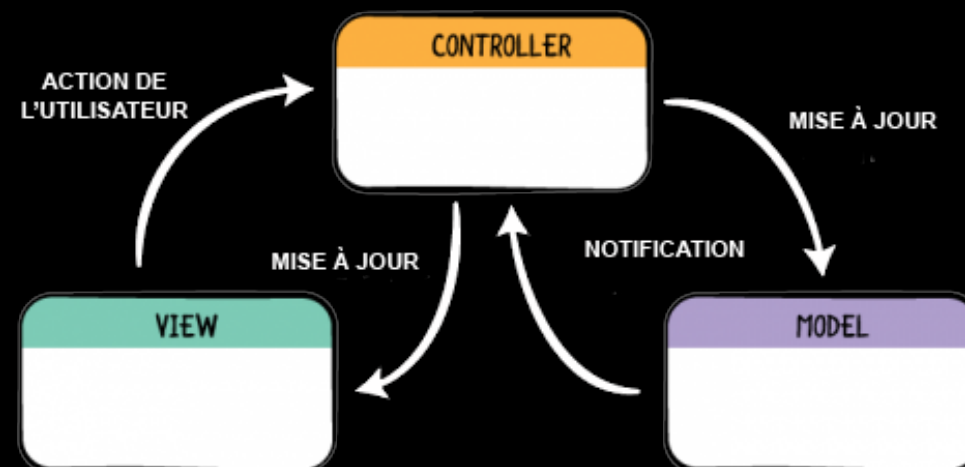 CONTROLLER
ACTION DE
L'UTILISATEUR
MISE À JOUR
NOTIFICATION
MISE À JOUR
VIEW
MODEL